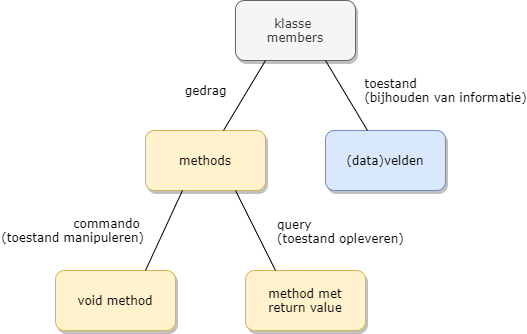 klasse
members
gedrag
toestand
(bijhouden van informatie)
methods
(data)velden
commando
(toestand manipuleren)
query
(toestand opleveren)
void method
method met
return value